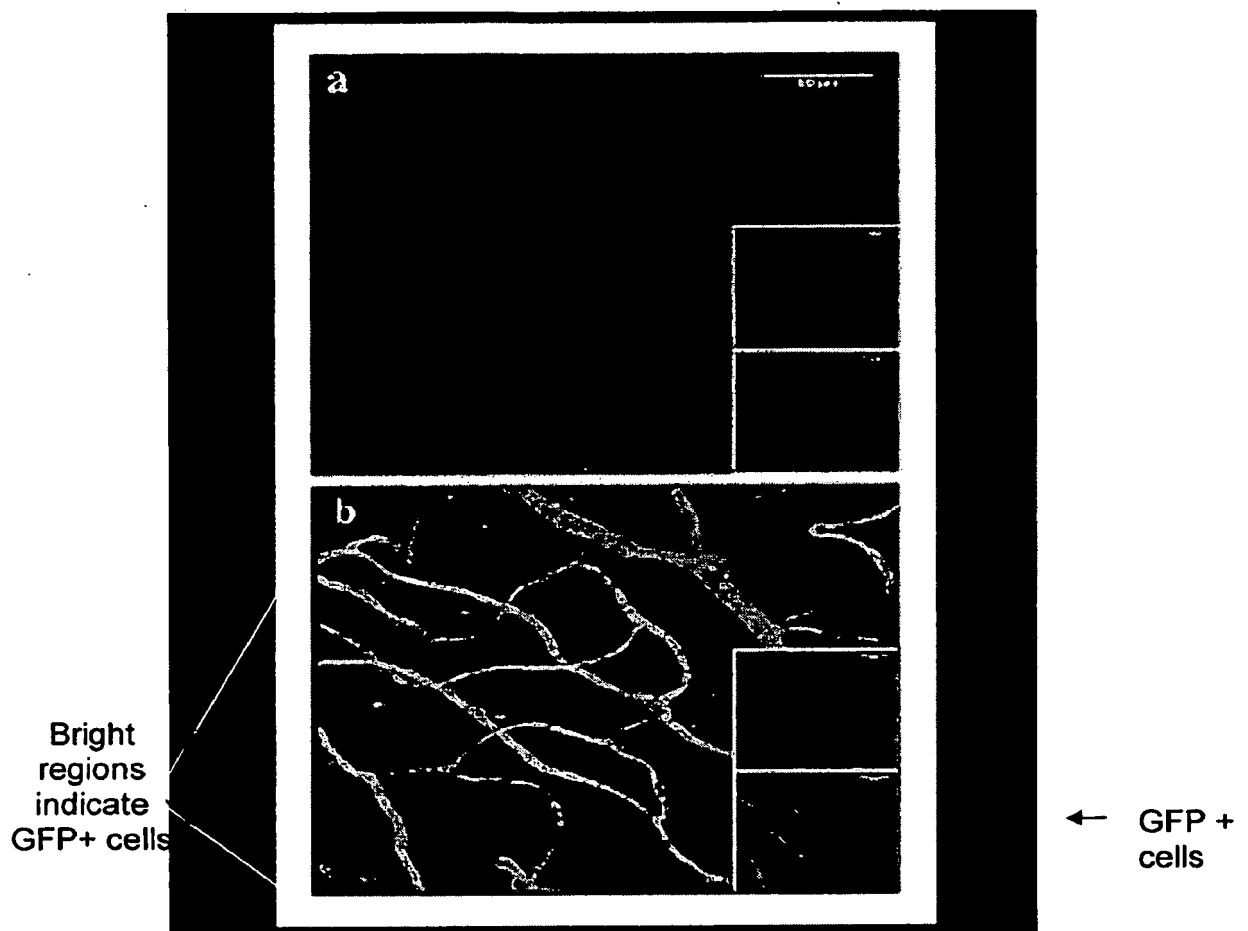 a
b
Bright
regions
indicate
GFP+ cells
GFP +
cells